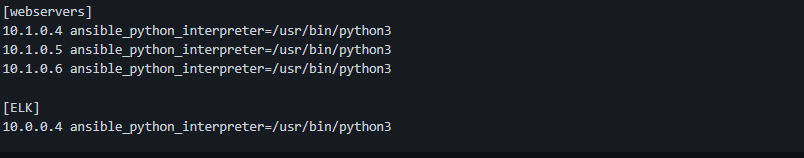 [webservers]
10.1.0.4 ansible_python_interpreter=/usr/bin/python3
10.1.0.5 ansible_python_interpreter=/usr/bin/python3
10.1.0.6 ansible_python_interpreter=/usr/bin/python3
[ELK]
10.0.0.4 ansible_python_interpreter=/usr/bin/python3